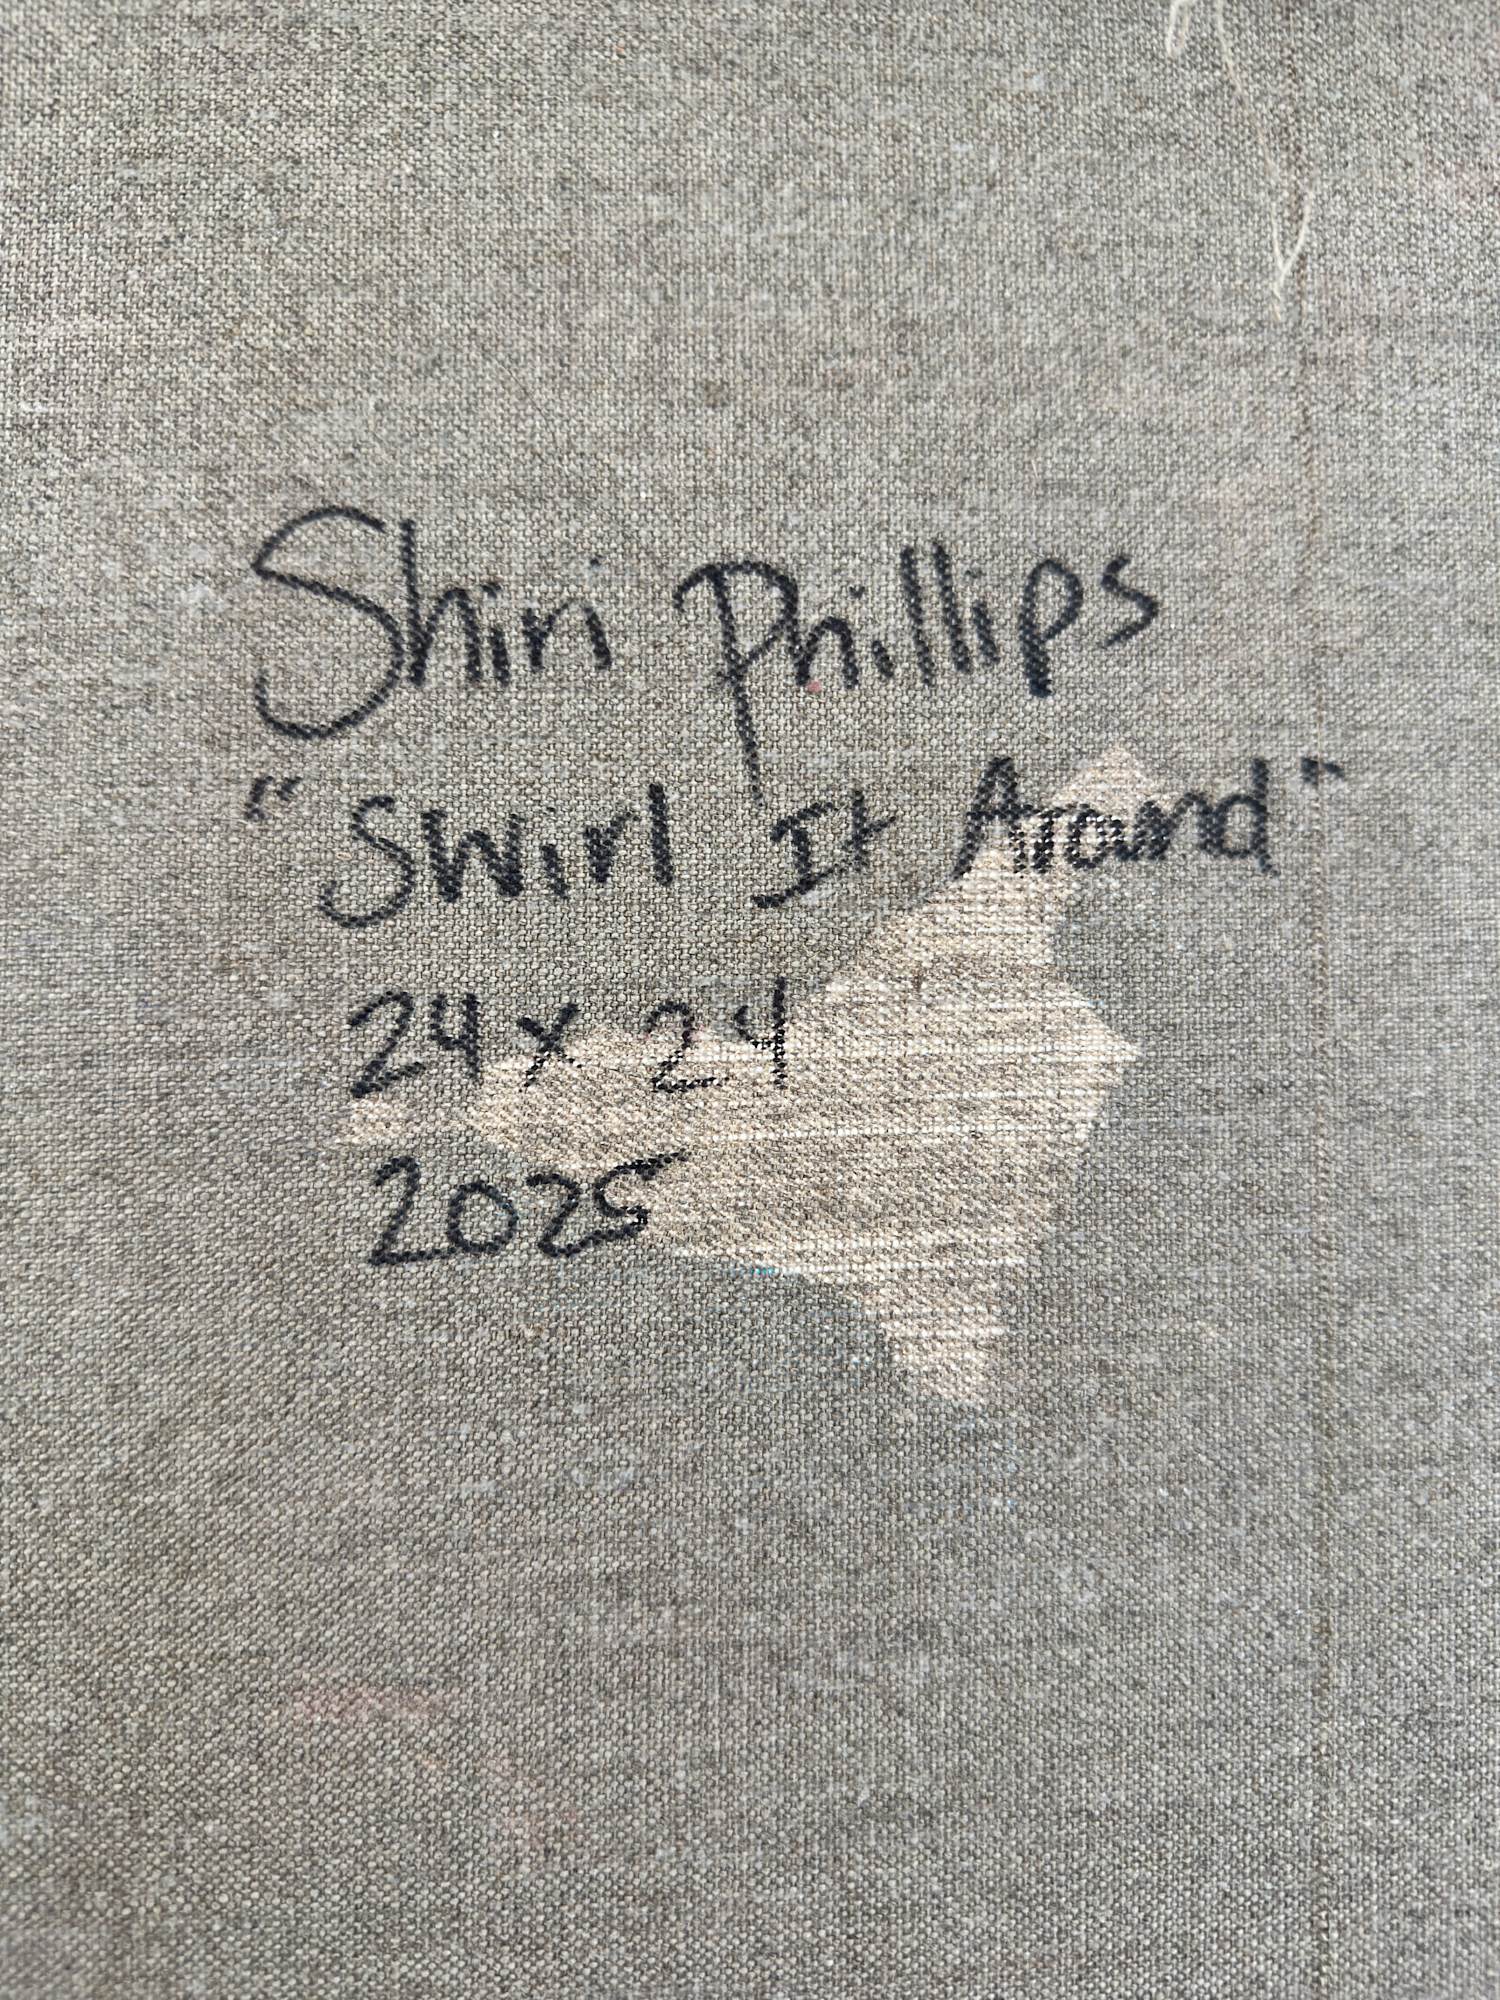 Shiri Phillips
"Swirl It Around"
24 x 24
2025